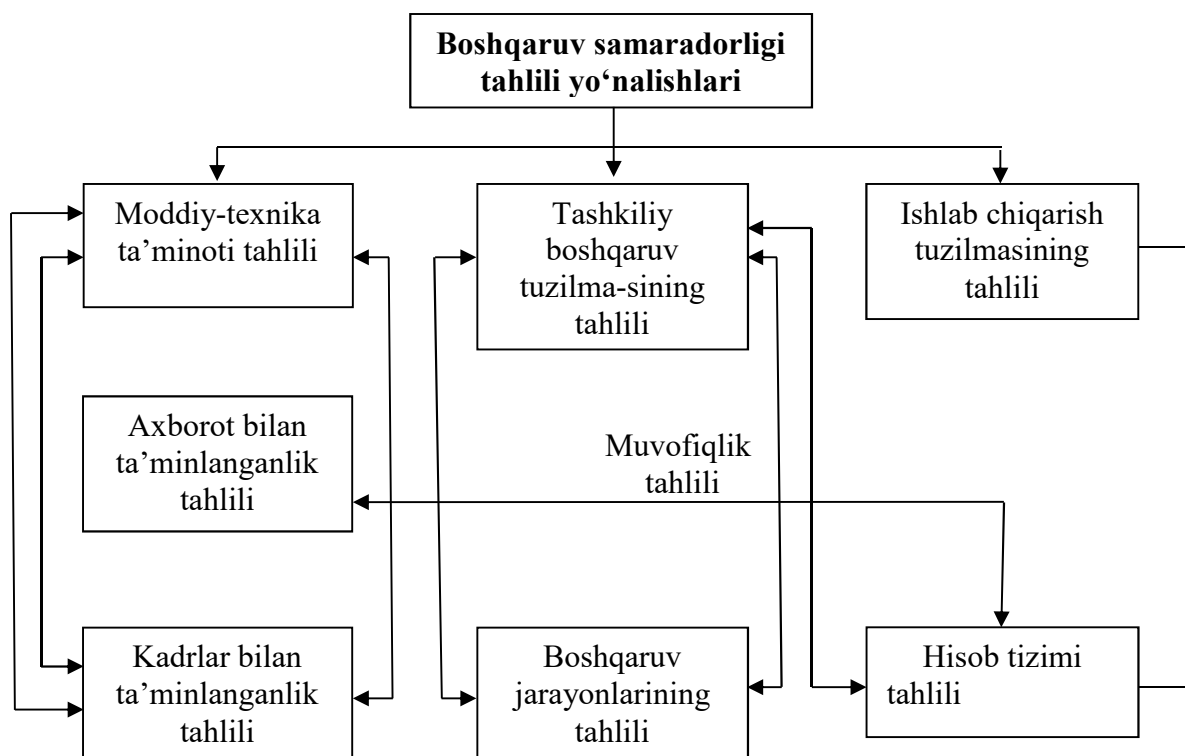 Boshqaruv samaradorligi
tahlili yo‘nalishlari
Moddiy-texnika
ta’minoti tahlili
Tashkiliy
boshqaruv
tuzilma-sining
tahlili
Ishlab chiqarish
tuzilmasining
tahlili
Axborot bilan
ta’minlanganlik
tahlili
Muvofiqlik
tahlili
Kadrlar bilan
ta’minlanganlik
tahlili
Boshqaruv
jarayonlarining
tahlili
Hisob tizimi
tahlili